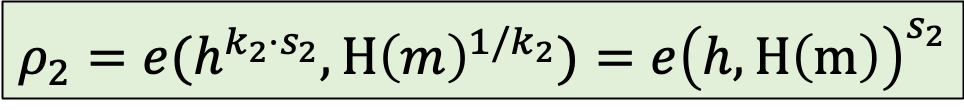 ρ₂ = e(h^{k₂·s₂}, H(m)^{1/k₂}) = e(h, H(m))^{s₂}